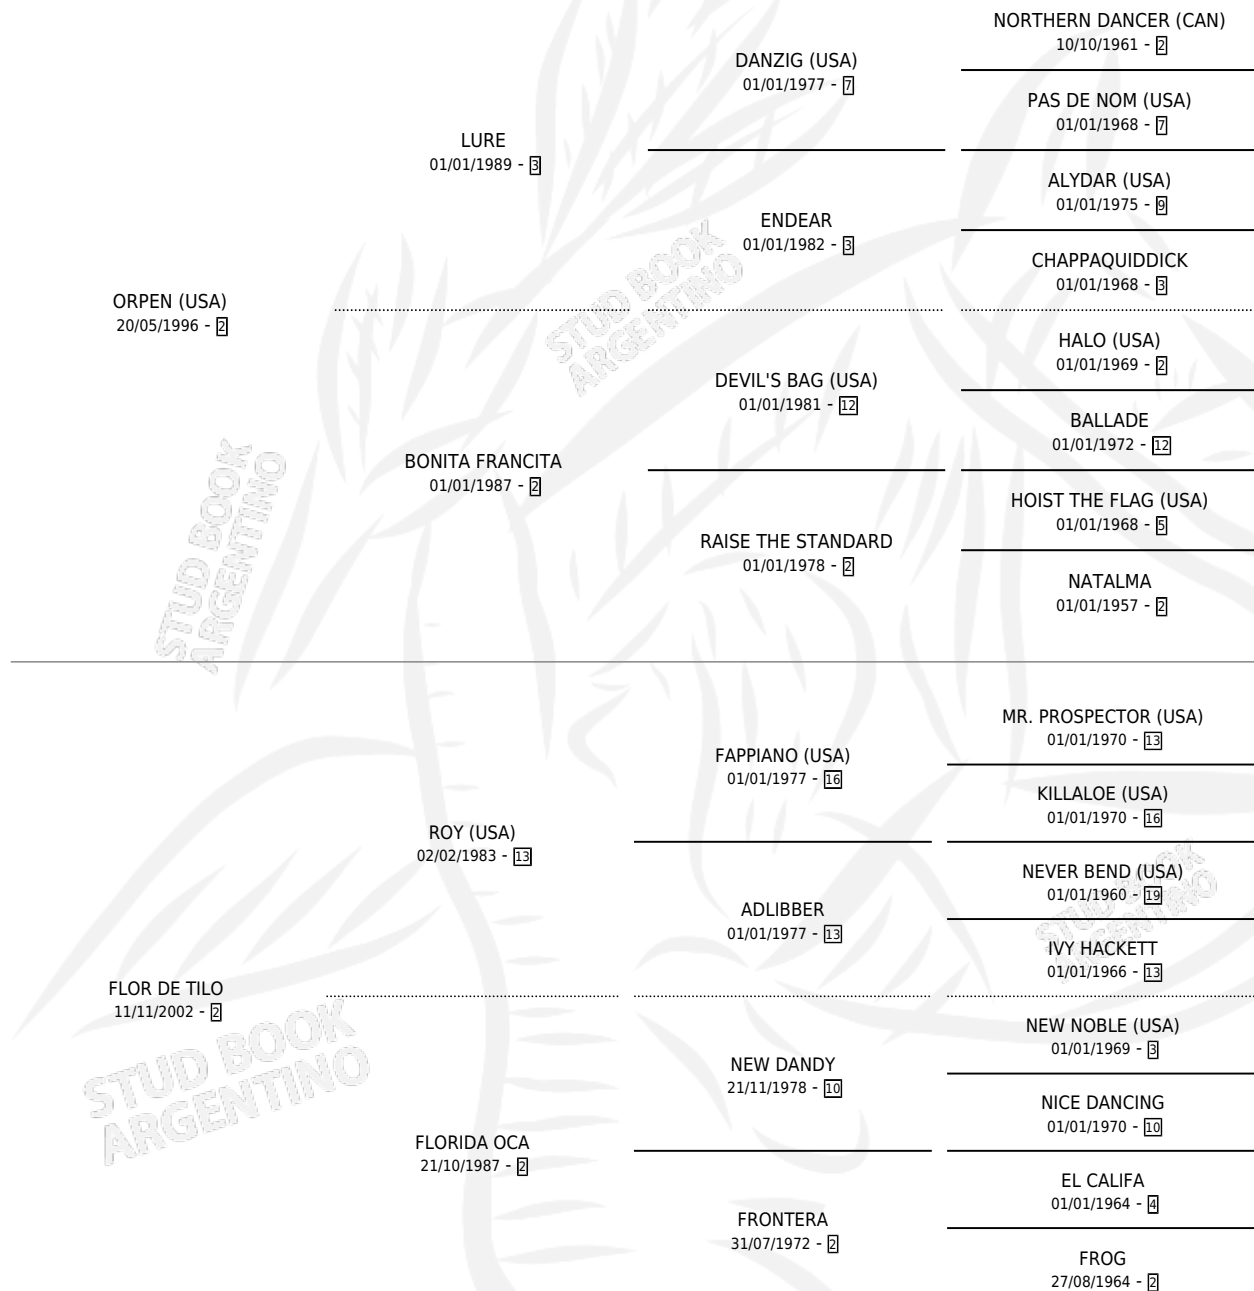 NORTHERN DANCER (CAN)
10/10/1961 - 2
DANZIG (USA)
01/01/1977 - 7
PAS DE NOM (USA)
01/01/1968 - 7
LURE
01/01/1989 - 3
ALYDAR (USA)
01/01/1975 - 9
ENDEAR
01/01/1982 - 3
CHAPPAQUIDDICK
01/01/1968 - 3
ORPEN (USA)
20/05/1996 - 2
STUD BOOK
ARGENTINO
HALO (USA)
01/01/1969 - 2
DEVIL'S BAG (USA)
01/01/1981 - 12
BALLADE
01/01/1972 - 12
BONITA FRANCITA
01/01/1987 - 2
HOIST THE FLAG (USA)
01/01/1968 - 5
RAISE THE STANDARD
01/01/1978 - 2
NATALMA
01/01/1957 - 2
STUD BOOK
ARGENTINO
MR. PROSPECTOR (USA)
01/01/1970 - 13
FAPPIANO (USA)
01/01/1977 - 16
KILLALOE (USA)
01/01/1970 - 16
ROY (USA)
02/02/1983 - 13
NEVER BEND (USA)
01/01/1960 - 19
ADLIBBER
01/01/1977 - 13
IVY HACKETT
01/01/1966 - 13
STUD BOOK
ARGENTINO
FLOR DE TILO
11/11/2002 - 2
STUD BOOK
ARGENTINO
NEW NOBLE (USA)
01/01/1969 - 3
NEW DANDY
21/11/1978 - 10
NICE DANCING
01/01/1970 - 10
FLORIDA OCA
21/10/1987 - 2
EL CALIFA
01/01/1964 - 4
FRONTERA
31/07/1972 - 2
FROG
27/08/1964 - 2